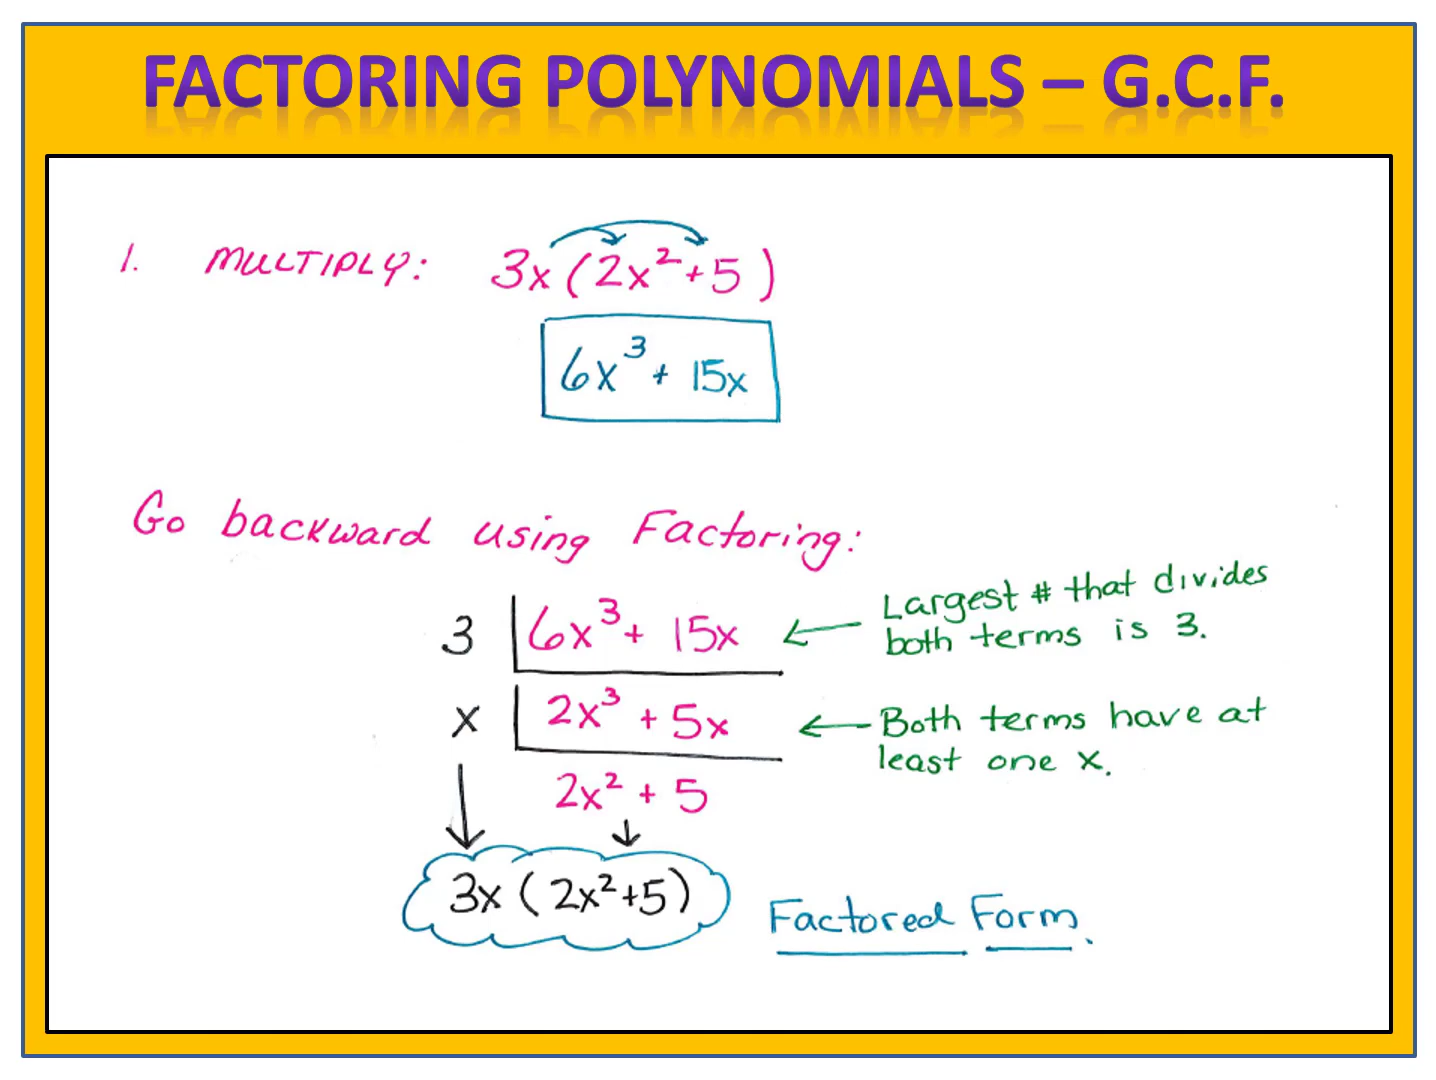 FACTORING POLYNOMIALS – G.C.F.
1. MULTIPLY: 3x (2x²+5)
6x³ + 15x
Go backward using Factoring:
3 6x³ + 15x ← Largest # that divides
both terms is 3.
x 2x³ + 5x ← Both terms have at
least one x.
2x² + 5
3x (2x²+5)
Factored Form.